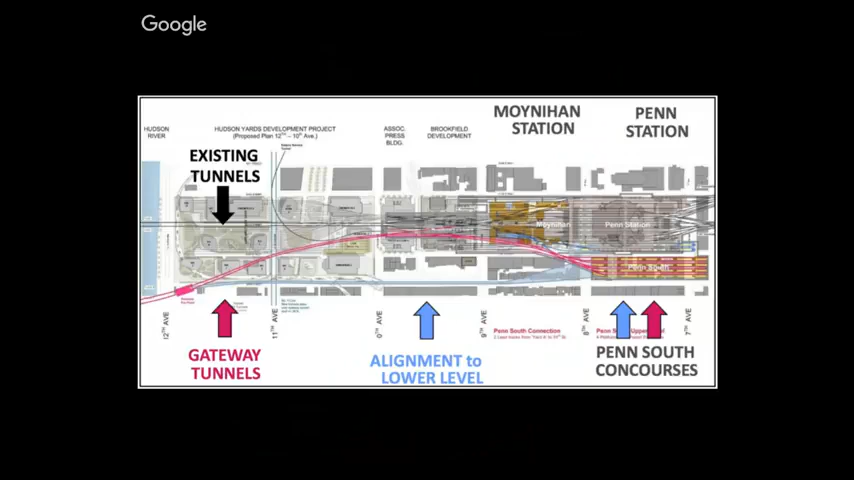 Google
MOYNIHAN
STATION
PENN
STATION
HUDSON
RIVER
HUDSON YARDS DEVELOPMENT PROJECT
(Proposed Plan 12TH – 10th Ave.)
ASSOC.
PRESS
BLDG.
BROOKFIELD
DEVELOPMENT
EXISTING
TUNNELS
Moynihan
Penn Station
Penn South
12TH AVE
11TH AVE
9TH AVE
8TH AVE
7TH AVE
Penn South Connection
GATEWAY
TUNNELS
ALIGNMENT to
LOWER LEVEL
PENN SOUTH
CONCOURSES